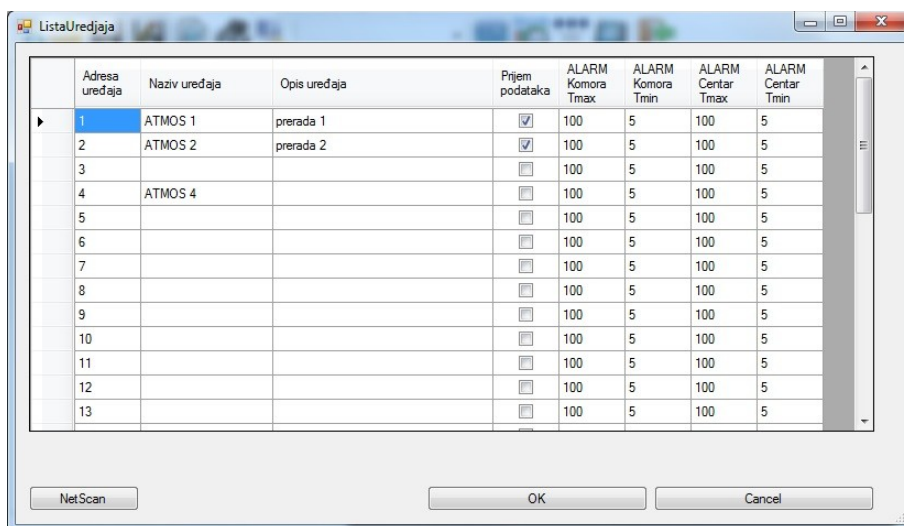 ListaUredjaja
Adresa uređaja Naziv uređaja Opis uređaja Prijem podataka ALARM Komora Tmax ALARM Komora Tmin ALARM Centar Tmax ALARM Centar Tmin
1 ATMOS 1 prerada 1 100 5 100 5
2 ATMOS 2 prerada 2 100 5 100 5
3 100 5 100 5
4 ATMOS 4 100 5 100 5
5 100 5 100 5
6 100 5 100 5
7 100 5 100 5
8 100 5 100 5
9 100 5 100 5
10 100 5 100 5
11 100 5 100 5
12 100 5 100 5
13 100 5 100 5
NetScan OK Cancel